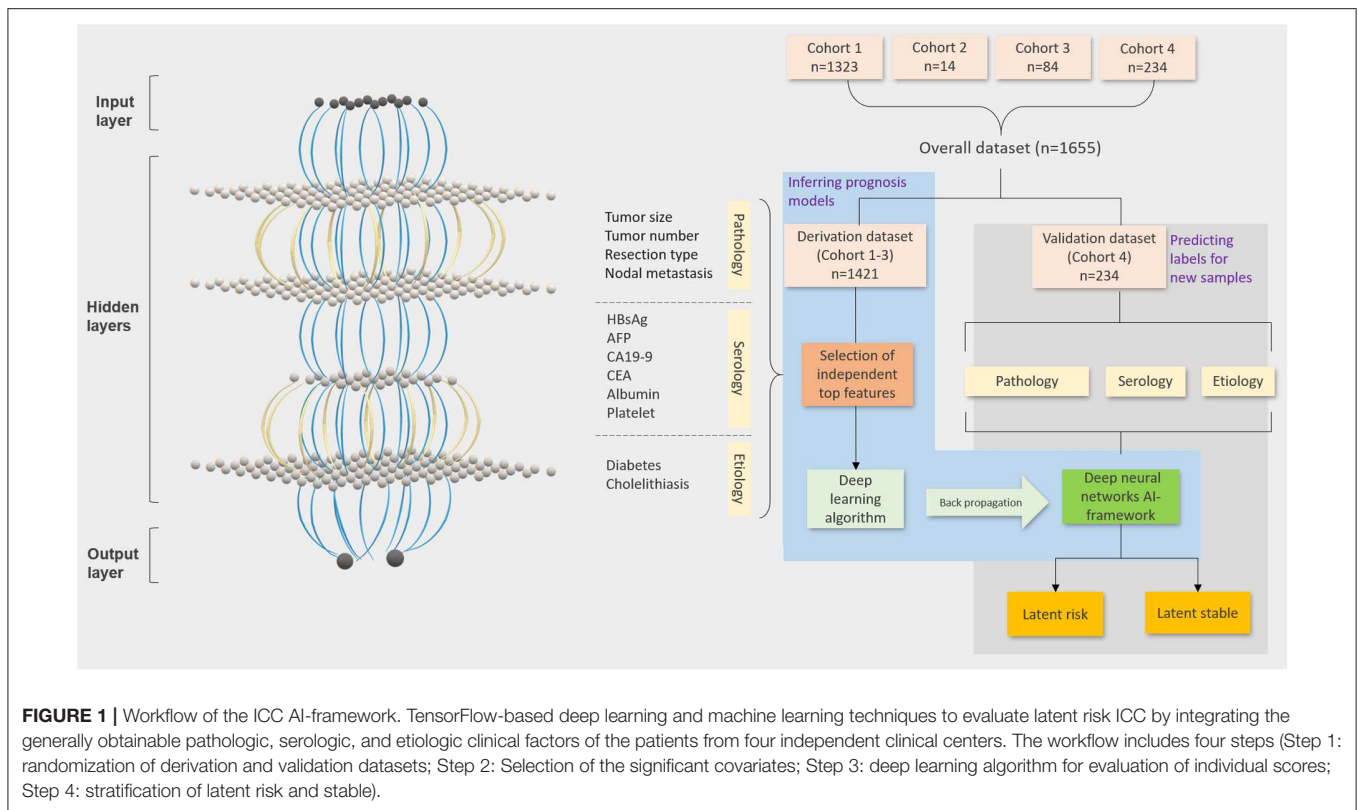 Input
layer
Hidden
layers
Output
layer
Tumor size
Tumor number
Resection type
Nodal metastasis
Pathology
HBsAg
AFP
CA19-9
CEA
Albumin
Platelet
Serology
Diabetes
Cholelithiasis
Etiology
Cohort 1
n=1323
Cohort 2
n=14
Cohort 3
n=84
Cohort 4
n=234
Overall dataset (n=1655)
Inferring prognosis
models
Derivation dataset
(Cohort 1-3)
n=1421
Validation dataset
(Cohort 4)
n=234
Predicting
labels for
new samples
Selection of
independent
top features
Pathology
Serology
Etiology
Deep
learning
algorithm
Back propagation
Deep neural
networks AI-
framework
Latent risk
Latent stable
FIGURE 1 | Workflow of the ICC AI-framework. TensorFlow-based deep learning and machine learning techniques to evaluate latent risk ICC by integrating the
generally obtainable pathologic, serologic, and etiologic clinical factors of the patients from four independent clinical centers. The workflow includes four steps (Step 1:
randomization of derivation and validation datasets; Step 2: Selection of the significant covariates; Step 3: deep learning algorithm for evaluation of individual scores;
Step 4: stratification of latent risk and stable).